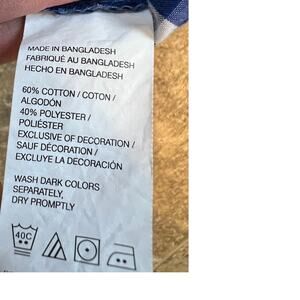 MADE IN BANGLADESH
FABRIQUÉ AU BANGLADESH
HECHO EN BANGLADESH
60% COTTON / COTON /
ALGODÓN
40% POLYESTER /
POLIÉSTER
EXCLUSIVE OF DECORATION /
SAUF DÉCORATION /
EXCLUYE LA DECORACIÓN
WASH DARK COLORS
SEPARATELY,
DRY PROMPTLY
40C